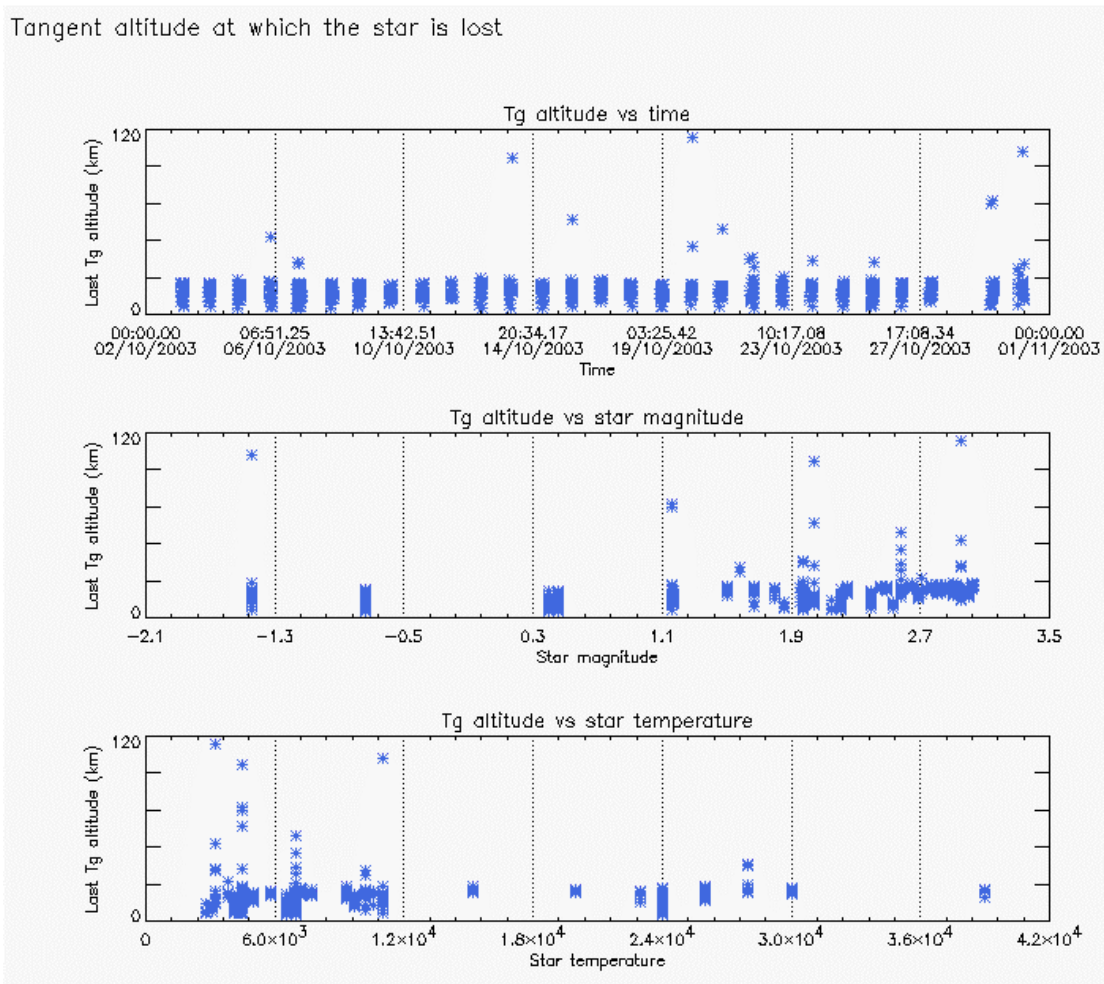 Tangent altitude at which the star is lost
Tg altitude vs time
Last Tg altitude (km)
120
0
00:00.00 06:51.25 13:42.51 20:34.17 03:25.42 10:17.08 17:08.34 00:00.00
02/10/2003 06/10/2003 10/10/2003 14/10/2003 19/10/2003 23/10/2003 27/10/2003 01/11/2003
Time
Tg altitude vs star magnitude
Last Tg altitude (km)
120
0
−2.1 −1.3 −0.5 0.3 1.1 1.9 2.7 3.5
Star magnitude
Tg altitude vs star temperature
Last Tg altitude (km)
120
0
0 6.0×10³ 1.2×10⁴ 1.8×10⁴ 2.4×10⁴ 3.0×10⁴ 3.6×10⁴ 4.2×10⁴
Star temperature